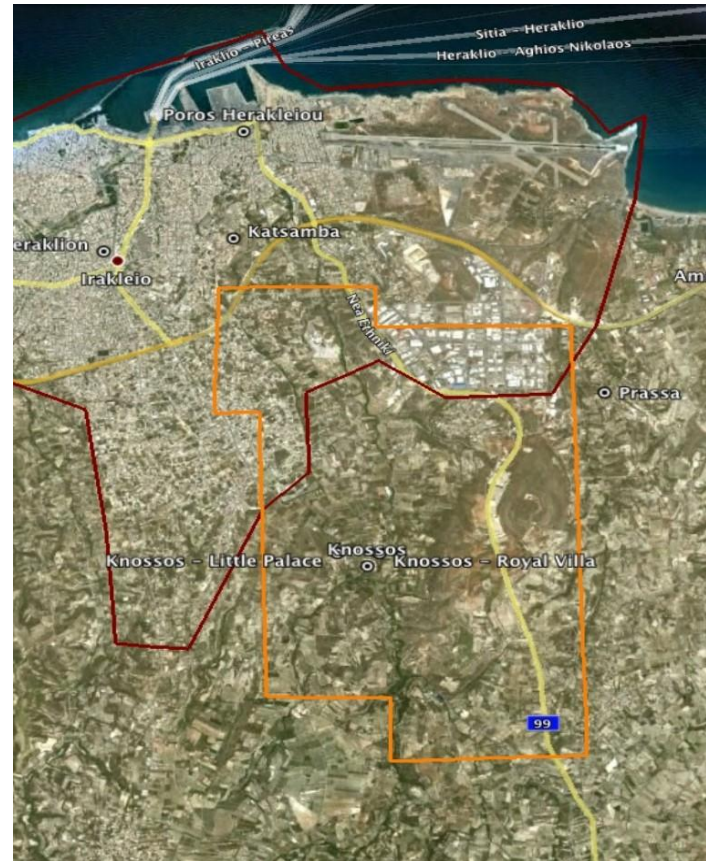 Sitia – Heraklio
Iraklio – Pireas
Heraklio – Aghios Nikolaos
Poros Herakleiou
Katsamba
eraklion
Irakleio
Am
Nea Ethniki
Prassa
Knossos
Knossos – Little Palace
Knossos – Royal Villa
99